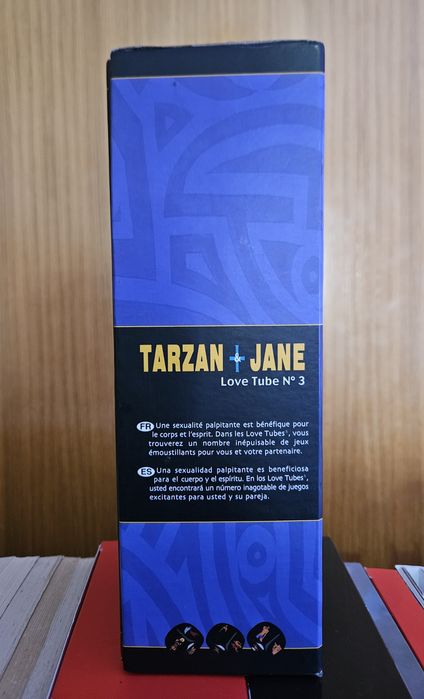 TARZAN & JANE
Love Tube Nº 3
FR Une sexualité palpitante est bénéfique pour
le corps et l'esprit. Dans les Love Tubes®, vous
trouverez un nombre inépuisable de jeux
émoustillants pour vous et votre partenaire.
ES Una sexualidad palpitante es beneficiosa
para el cuerpo y el espíritu. En los Love Tubes®,
usted encontrará un número inagotable de juegos
excitantes para usted y su pareja.